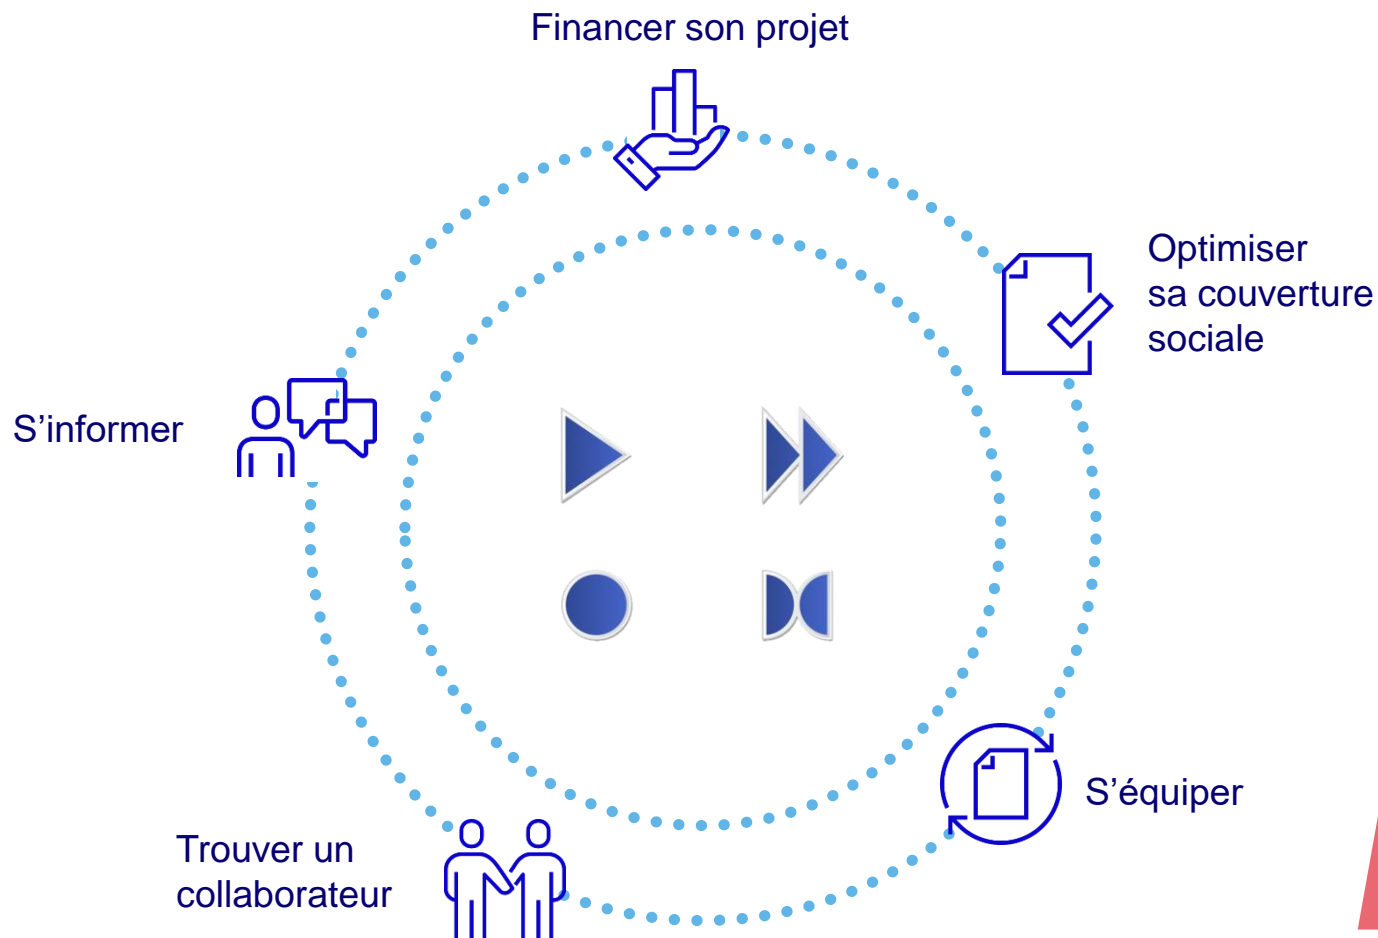 Financer son projet
Optimiser
sa couverture
sociale
S’informer
S’équiper
Trouver un
collaborateur